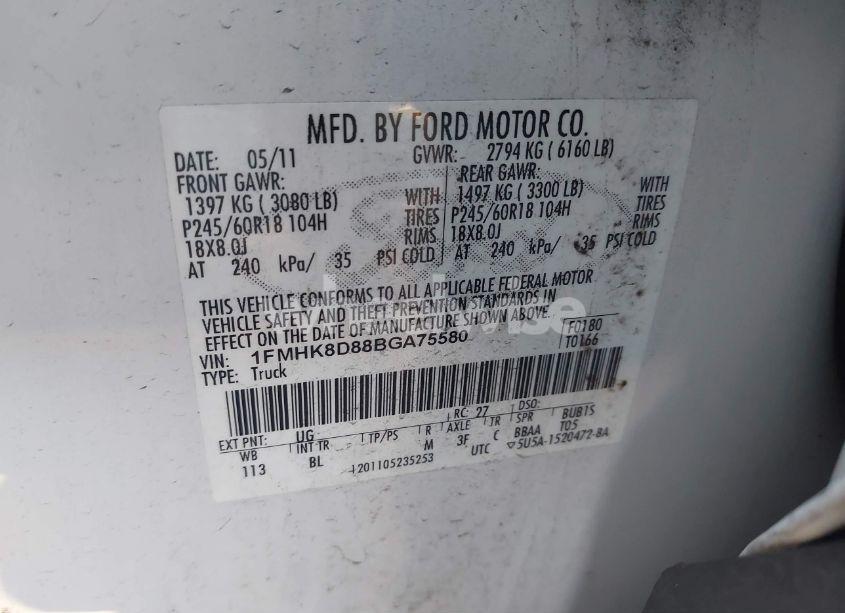 MFD. BY FORD MOTOR CO.
DATE: 05/11 GVWR: 2794 KG ( 6160 LB)
FRONT GAWR: REAR GAWR:
1397 KG ( 3080 LB) WITH 1497 KG ( 3300 LB) WITH
P245/60R18 104H TIRES P245/60R18 104H TIRES
18X8.0J RIMS 18X8.0J RIMS
AT 240 kPa/ 35 PSI COLD AT 240 kPa/ 35 PSI COLD
THIS VEHICLE CONFORMS TO ALL APPLICABLE FEDERAL MOTOR
VEHICLE SAFETY AND THEFT PREVENTION STANDARDS IN
EFFECT ON THE DATE OF MANUFACTURE SHOWN ABOVE.
VIN: 1FMHK8D88BGA75580 F0180
TYPE: Truck T0166
EXT PNT: UG RC: 27 DSO:
WB INT TR TP/PS R AXLE TR SPR BUB1S
113 BL M 3F C BBAA T05
1201105235253 UTC ▽5U5A-1520472-BA